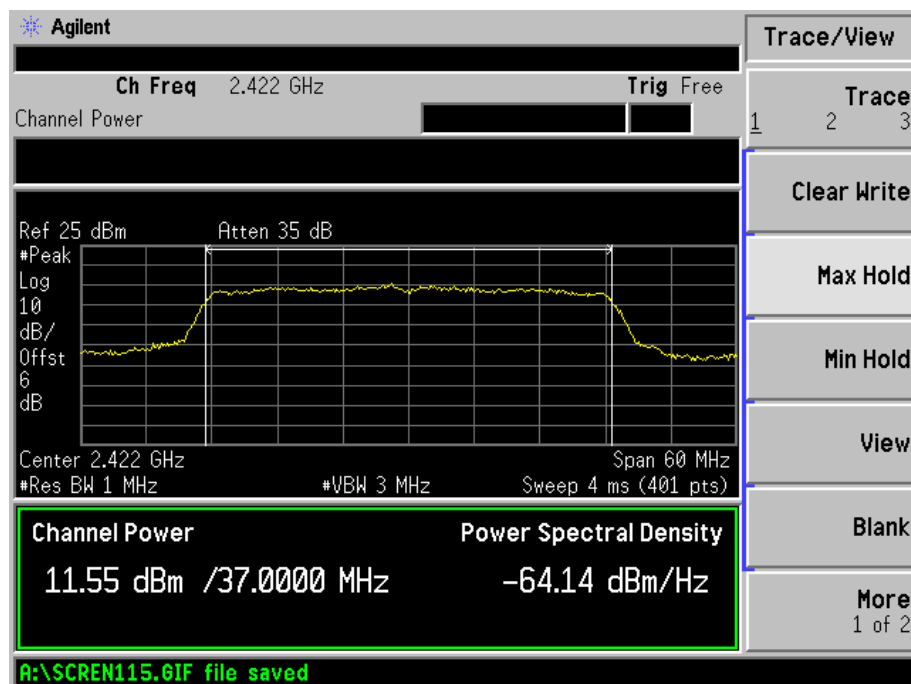 Agilent
Trace/View
Ch Freq 2.422 GHz Trig Free
Channel Power
Trace
1 2 3
Clear Write
Ref 25 dBm Atten 35 dB
#Peak
Log
10
dB/
Offst
6
dB
Max Hold
Min Hold
View
Center 2.422 GHz Span 60 MHz
#Res BW 1 MHz #VBW 3 MHz Sweep 4 ms (401 pts)
Channel Power Power Spectral Density
11.55 dBm /37.0000 MHz -64.14 dBm/Hz
Blank
More
1 of 2
A:\SCREN115.GIF file saved